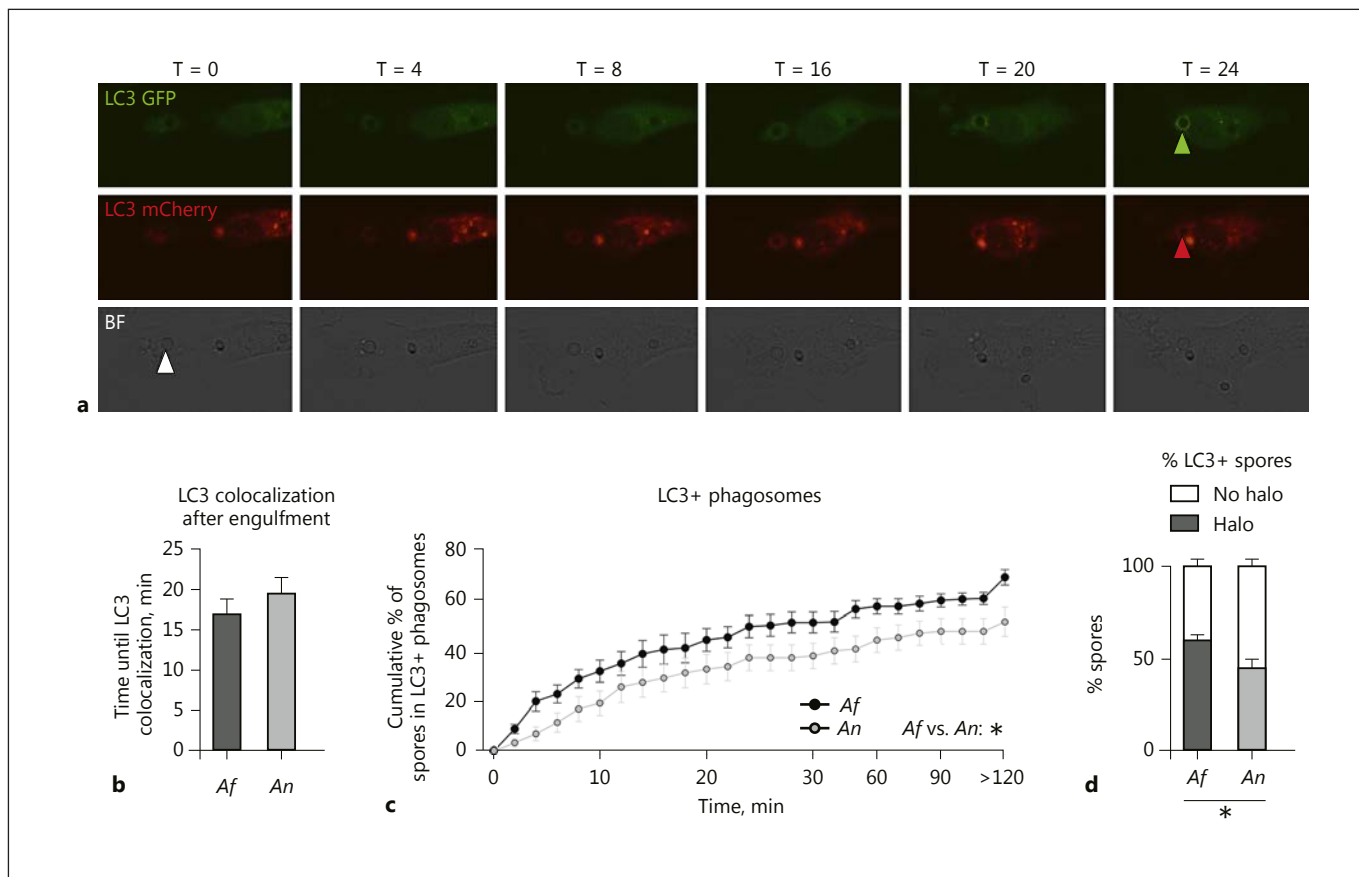 T = 0 T = 4 T = 8 T = 16 T = 20 T = 24
LC3 GFP
LC3 mCherry
BF
a
LC3 colocalization
after engulfment
Time until LC3
colocalization, min
25
20
15
10
5
0
Af An
b
LC3+ phagosomes
Cumulative % of
spores in LC3+ phagosomes
80
60
40
20
0
Af
An Af vs. An: *
0 10 20 30 60 90 >120
Time, min
c
% LC3+ spores
No halo
Halo
% spores
100
50
0
Af An
*
d